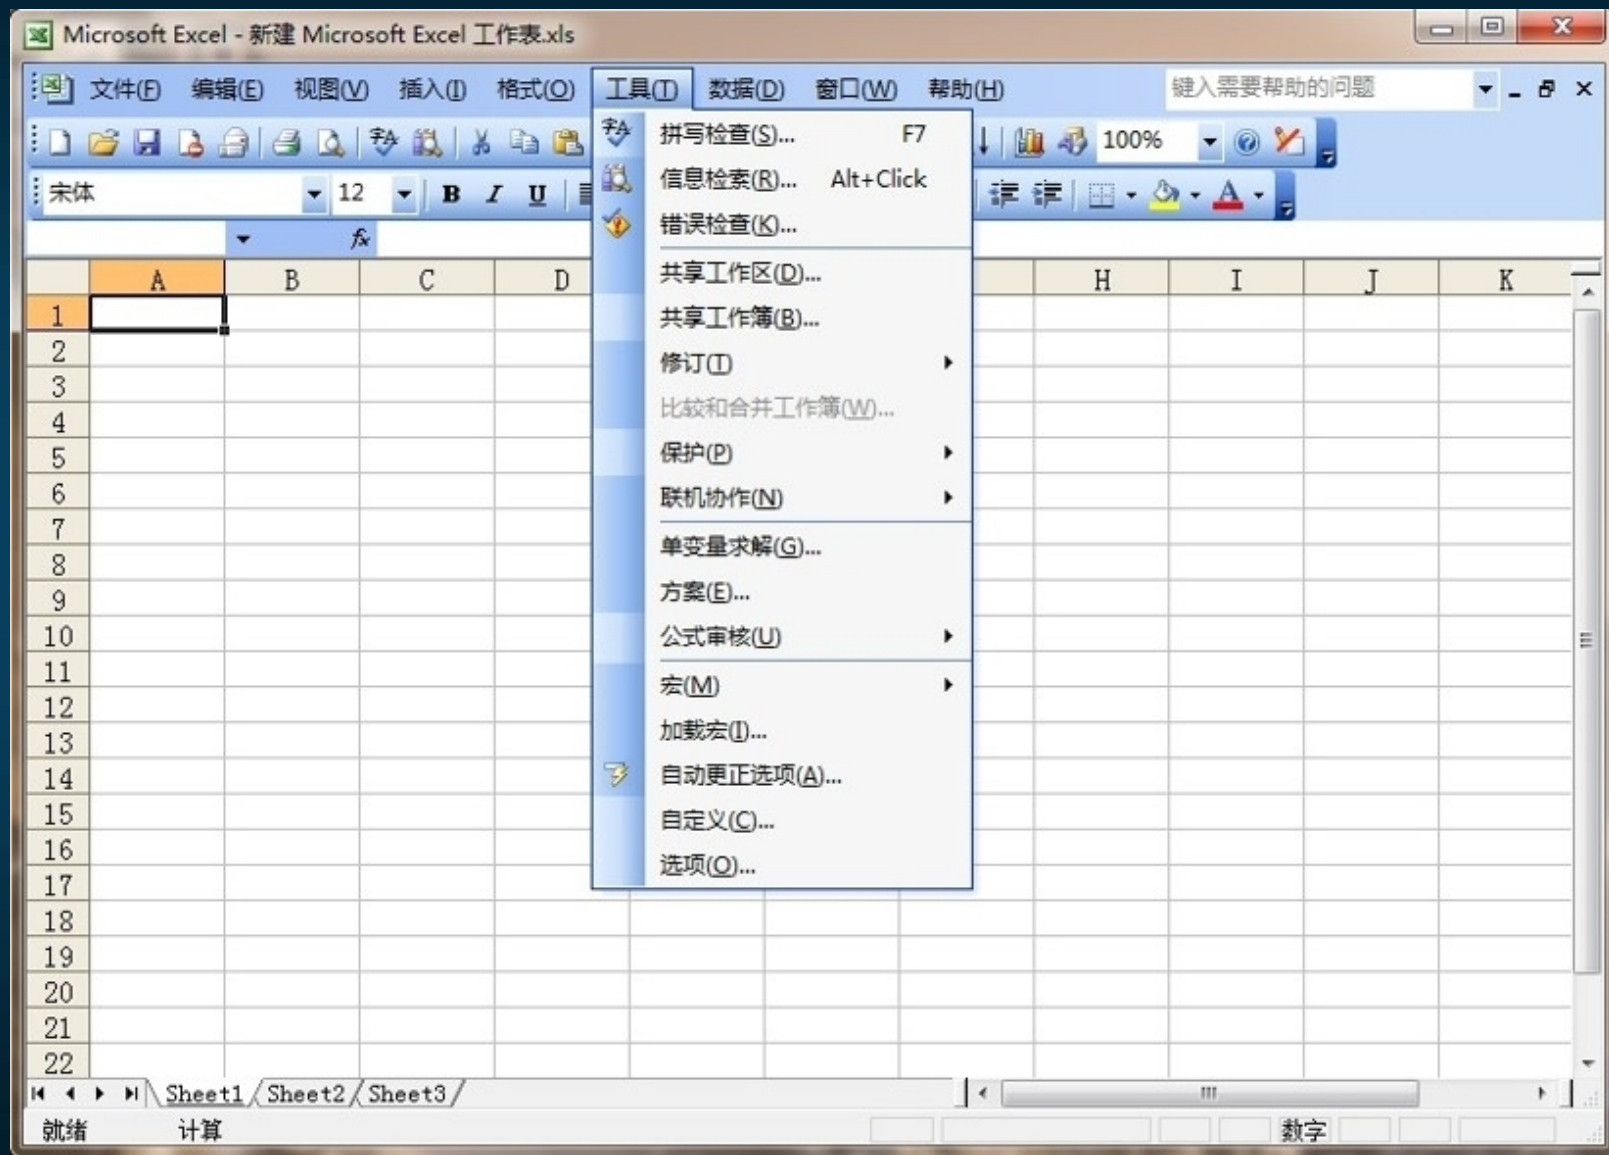 Microsoft Excel - 新建 Microsoft Excel 工作表.xls
文件(F) 编辑(E) 视图(V) 插入(I) 格式(O) 工具(T) 数据(D) 窗口(W) 帮助(H) 键入需要帮助的问题
100%
宋体 12 B I U A
fx
拼写检查(S)... F7
信息检索(R)... Alt+Click
错误检查(K)...
共享工作区(D)...
共享工作簿(B)...
修订(T)
比较和合并工作簿(W)...
保护(P)
联机协作(N)
单变量求解(G)...
方案(E)...
公式审核(U)
宏(M)
加载宏(I)...
自动更正选项(A)...
自定义(C)...
选项(O)...
A B C D H I J K
1
2
3
4
5
6
7
8
9
10
11
12
13
14
15
16
17
18
19
20
21
22
Sheet1 Sheet2 Sheet3
就绪 计算 数字